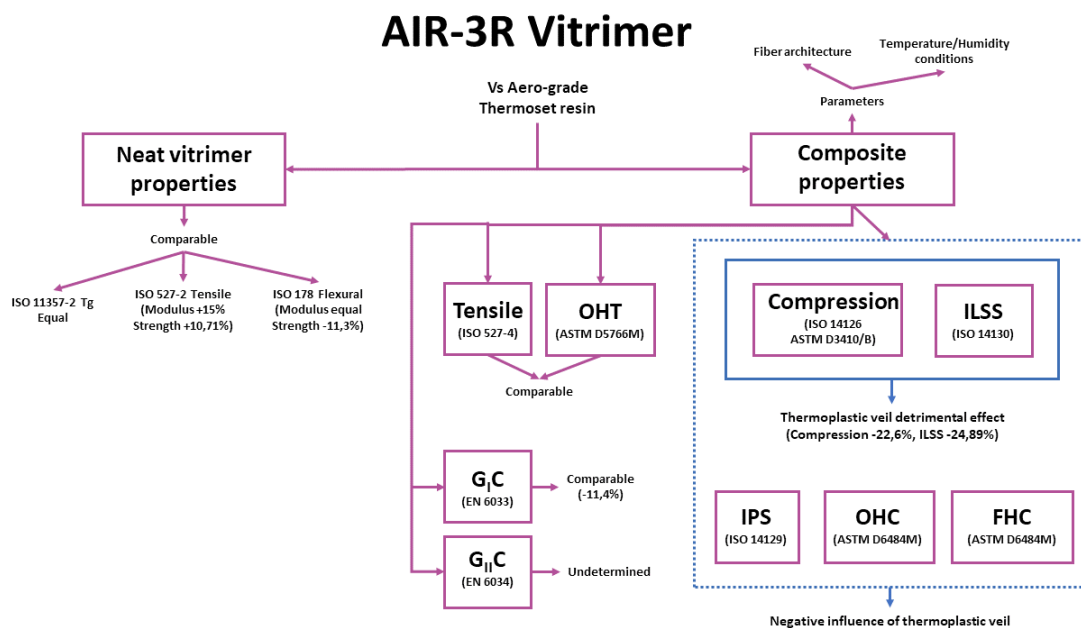 AIR-3R Vitrimer
Fiber architecture
Temperature/Humidity
conditions
Vs Aero-grade
Thermoset resin
Parameters
Neat vitrimer
properties
Composite
properties
Comparable
ISO 11357-2 Tg
Equal
ISO 527-2 Tensile
(Modulus +15%
Strength +10,71%)
ISO 178 Flexural
(Modulus equal
Strength -11,3%)
Tensile
(ISO 527-4)
OHT
(ASTM D5766M)
Comparable
Compression
(ISO 14126
ASTM D3410/B)
ILSS
(ISO 14130)
Thermoplastic veil detrimental effect
(Compression -22,6%, ILSS -24,89%)
GIC
(EN 6033)
Comparable
(-11,4%)
GIIC
(EN 6034)
Undetermined
IPS
(ISO 14129)
OHC
(ASTM D6484M)
FHC
(ASTM D6484M)
Negative influence of thermoplastic veil